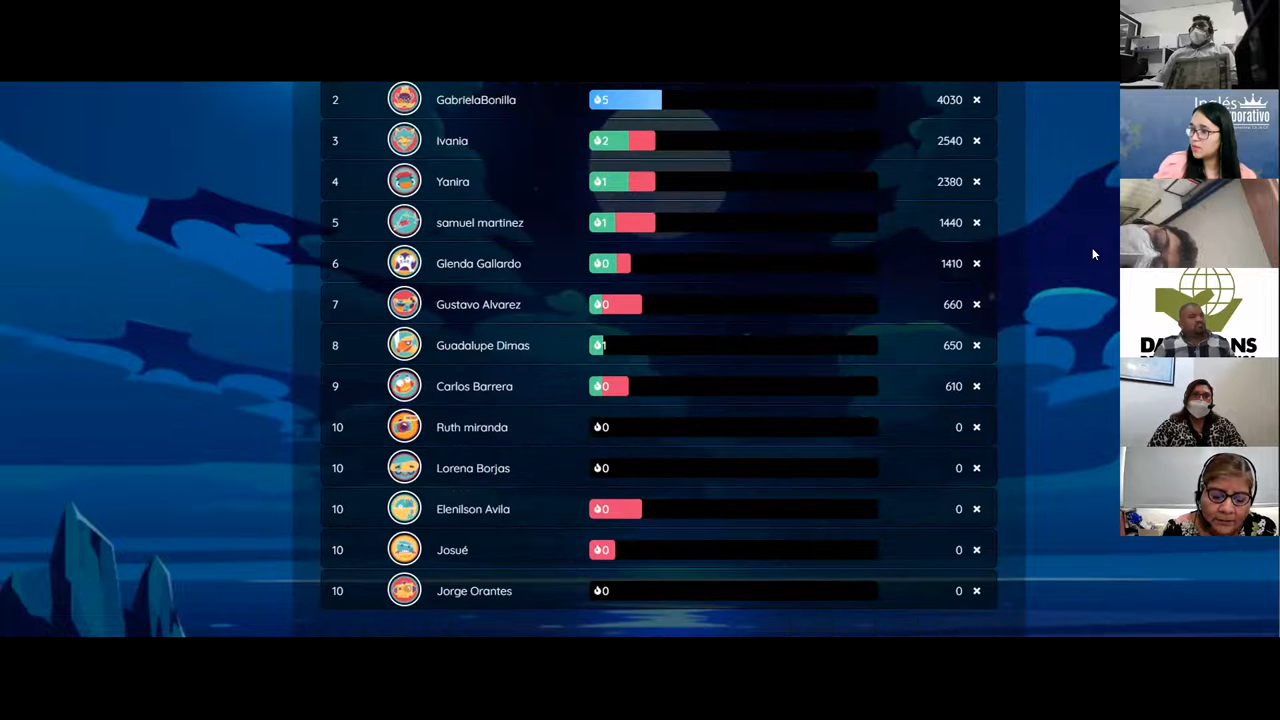 2 GabrielaBonilla 5 4030 ×
3 Ivania 2 2540 ×
4 Yanira 1 2380 ×
5 samuel martinez 1 1440 ×
6 Glenda Gallardo 0 1410 ×
7 Gustavo Alvarez 0 660 ×
8 Guadalupe Dimas 1 650 ×
9 Carlos Barrera 0 610 ×
10 Ruth miranda 0 0 ×
10 Lorena Borjas 0 0 ×
10 Elenilson Avila 0 0 ×
10 Josué 0 0 ×
10 Jorge Orantes 0 0 ×
Inglés